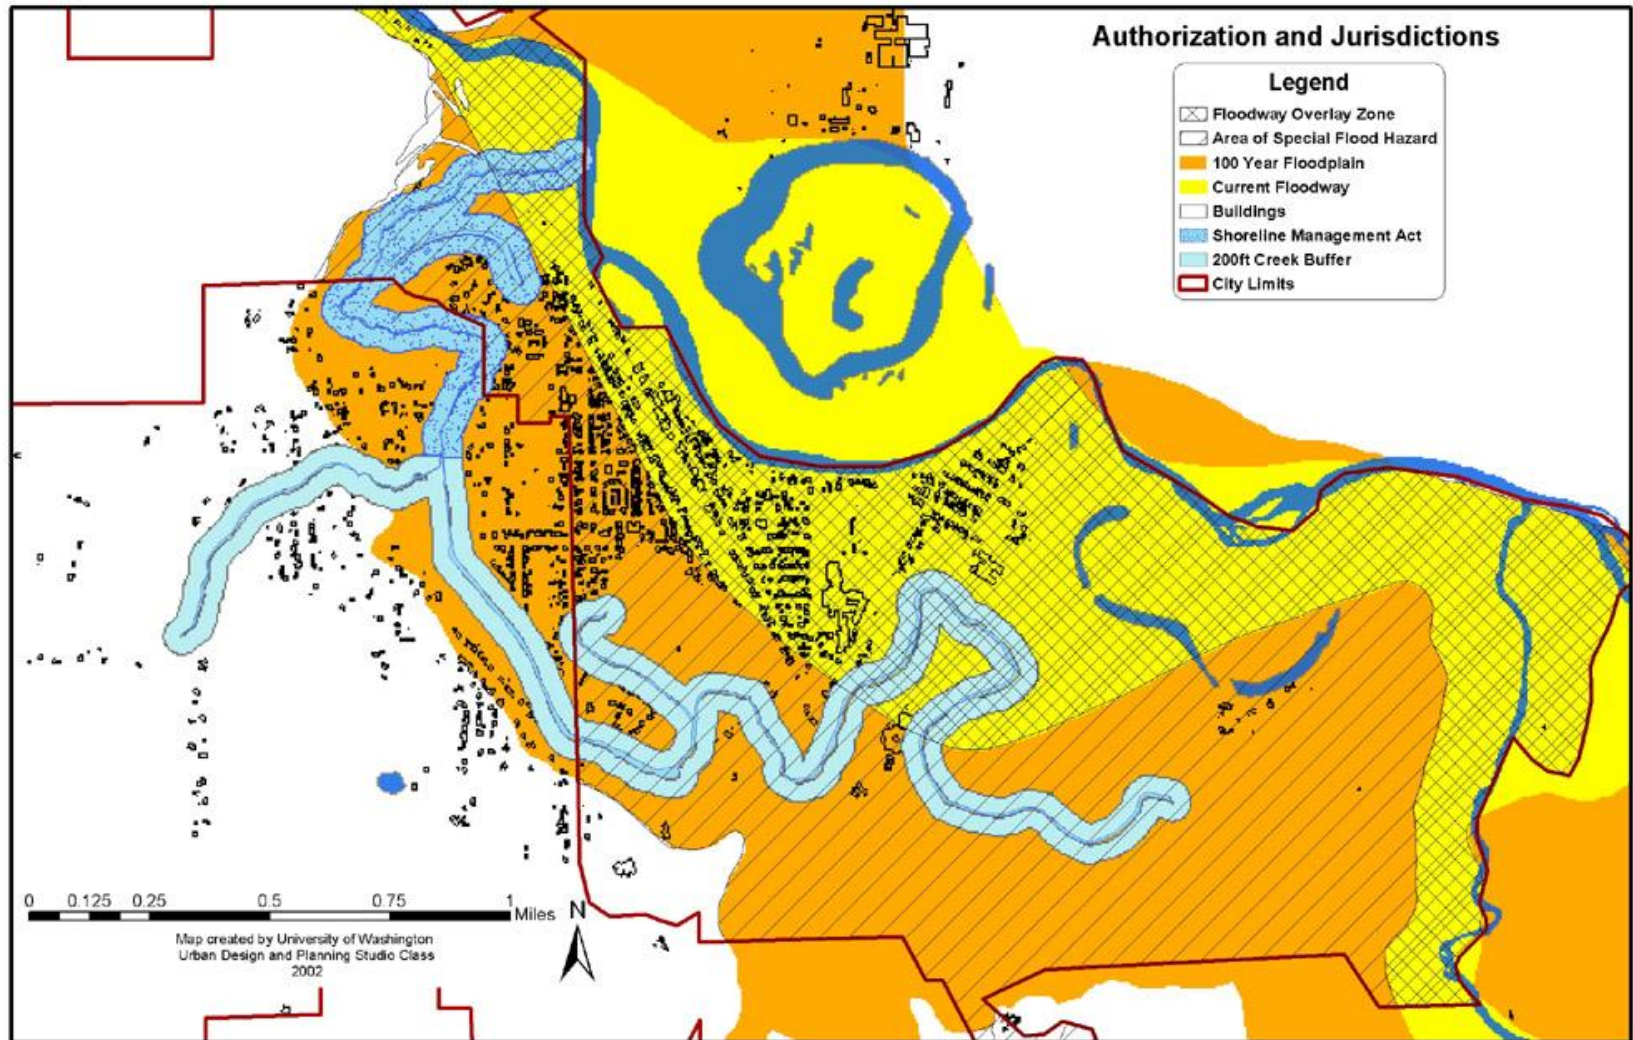 Authorization and Jurisdictions
Legend
Floodway Overlay Zone
Area of Special Flood Hazard
100 Year Floodplain
Current Floodway
Buildings
Shoreline Management Act
200ft Creek Buffer
City Limits
0 0.125 0.25 0.5 0.75 1
Miles
N
Map created by University of Washington
Urban Design and Planning Studio Class
2002